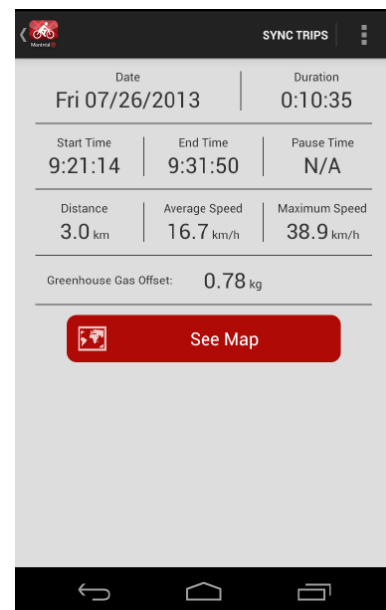 Montréal
SYNC TRIPS
Date Duration
Fri 07/26/2013 0:10:35
Start Time End Time Pause Time
9:21:14 9:31:50 N/A
Distance Average Speed Maximum Speed
3.0 km 16.7 km/h 38.9 km/h
Greenhouse Gas Offset: 0.78 kg
See Map